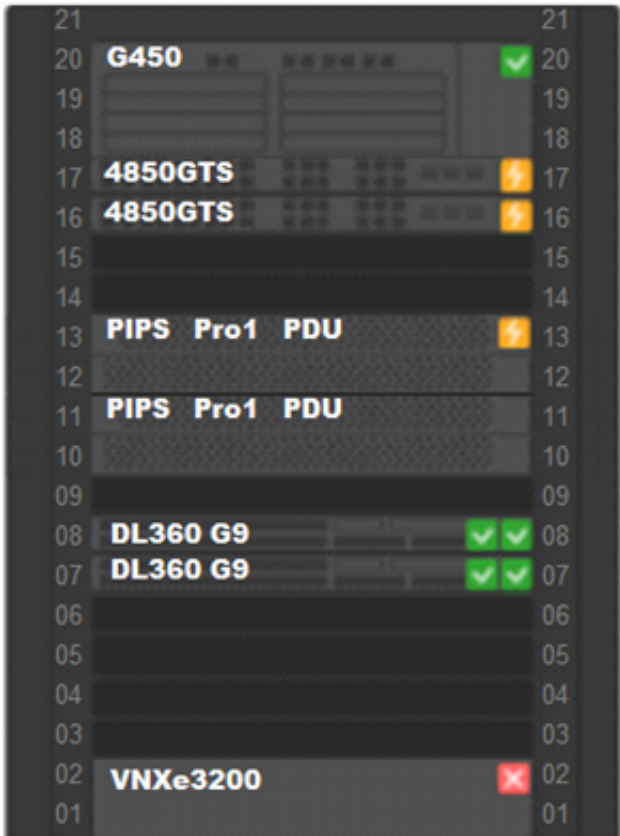 21 21
20 G450 20
19 19
18 18
17 4850GTS 17
16 4850GTS 16
15 15
14 14
13 PIPS Pro1 PDU 13
12 12
11 PIPS Pro1 PDU 11
10 10
09 09
08 DL360 G9 08
07 DL360 G9 07
06 06
05 05
04 04
03 03
02 VNXe3200 02
01 01